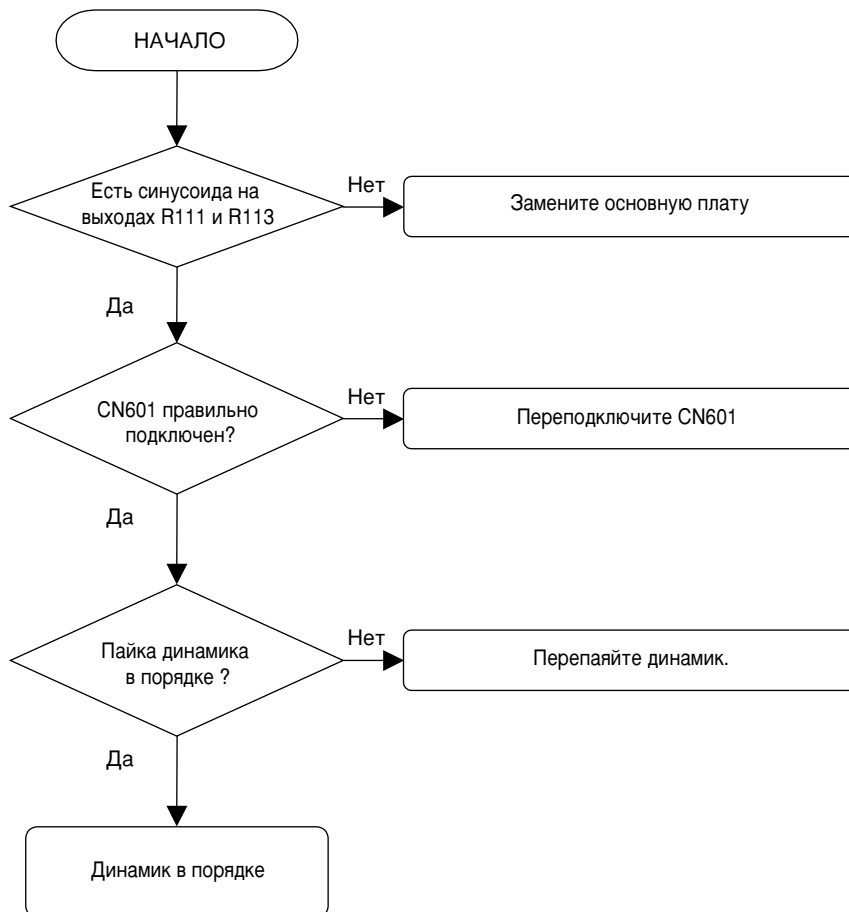 НАЧАЛО
Есть синусоида на
выходах R111 и R113
Нет
Замените основную плату
Да
CN601 правильно
подключен?
Нет
Переподключите CN601
Да
Пайка динамика
в порядке ?
Нет
Перепаяйте динамик.
Да
Динамик в порядке